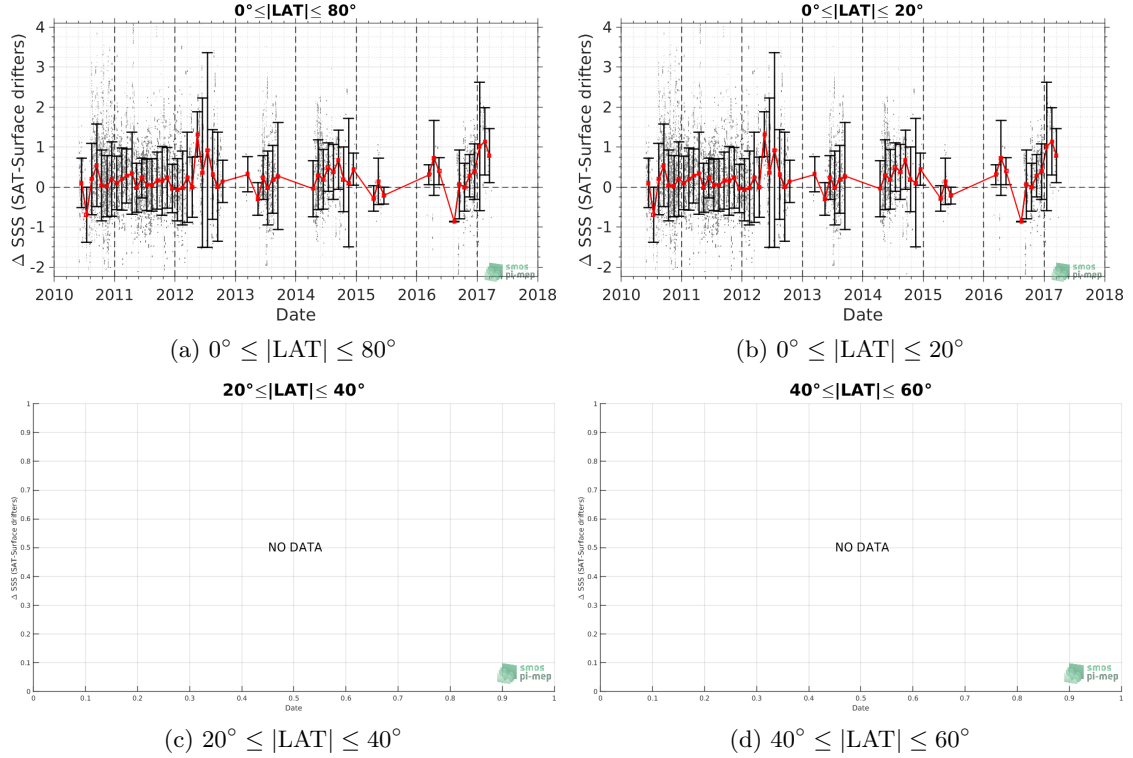 0°≤|LAT|≤ 80°
Δ SSS (SAT-Surface drifters)
4
3
2
1
0
-1
-2
2010 2011 2012 2013 2014 2015 2016 2017 2018
Date
smos
pi-mep
(a) 0° ≤ |LAT| ≤ 80°
0°≤|LAT|≤ 20°
Δ SSS (SAT-Surface drifters)
4
3
2
1
0
-1
-2
2010 2011 2012 2013 2014 2015 2016 2017 2018
Date
smos
pi-mep
(b) 0° ≤ |LAT| ≤ 20°
20°≤|LAT|≤ 40°
Δ SSS (SAT-Surface drifters)
1
0.9
0.8
0.7
0.6
0.5
0.4
0.3
0.2
0.1
0
NO DATA
0 0.1 0.2 0.3 0.4 0.5 0.6 0.7 0.8 0.9 1
Date
smos
pi-mep
(c) 20° ≤ |LAT| ≤ 40°
40°≤|LAT|≤ 60°
Δ SSS (SAT-Surface drifters)
1
0.9
0.8
0.7
0.6
0.5
0.4
0.3
0.2
0.1
0
NO DATA
0 0.1 0.2 0.3 0.4 0.5 0.6 0.7 0.8 0.9 1
Date
smos
pi-mep
(d) 40° ≤ |LAT| ≤ 60°